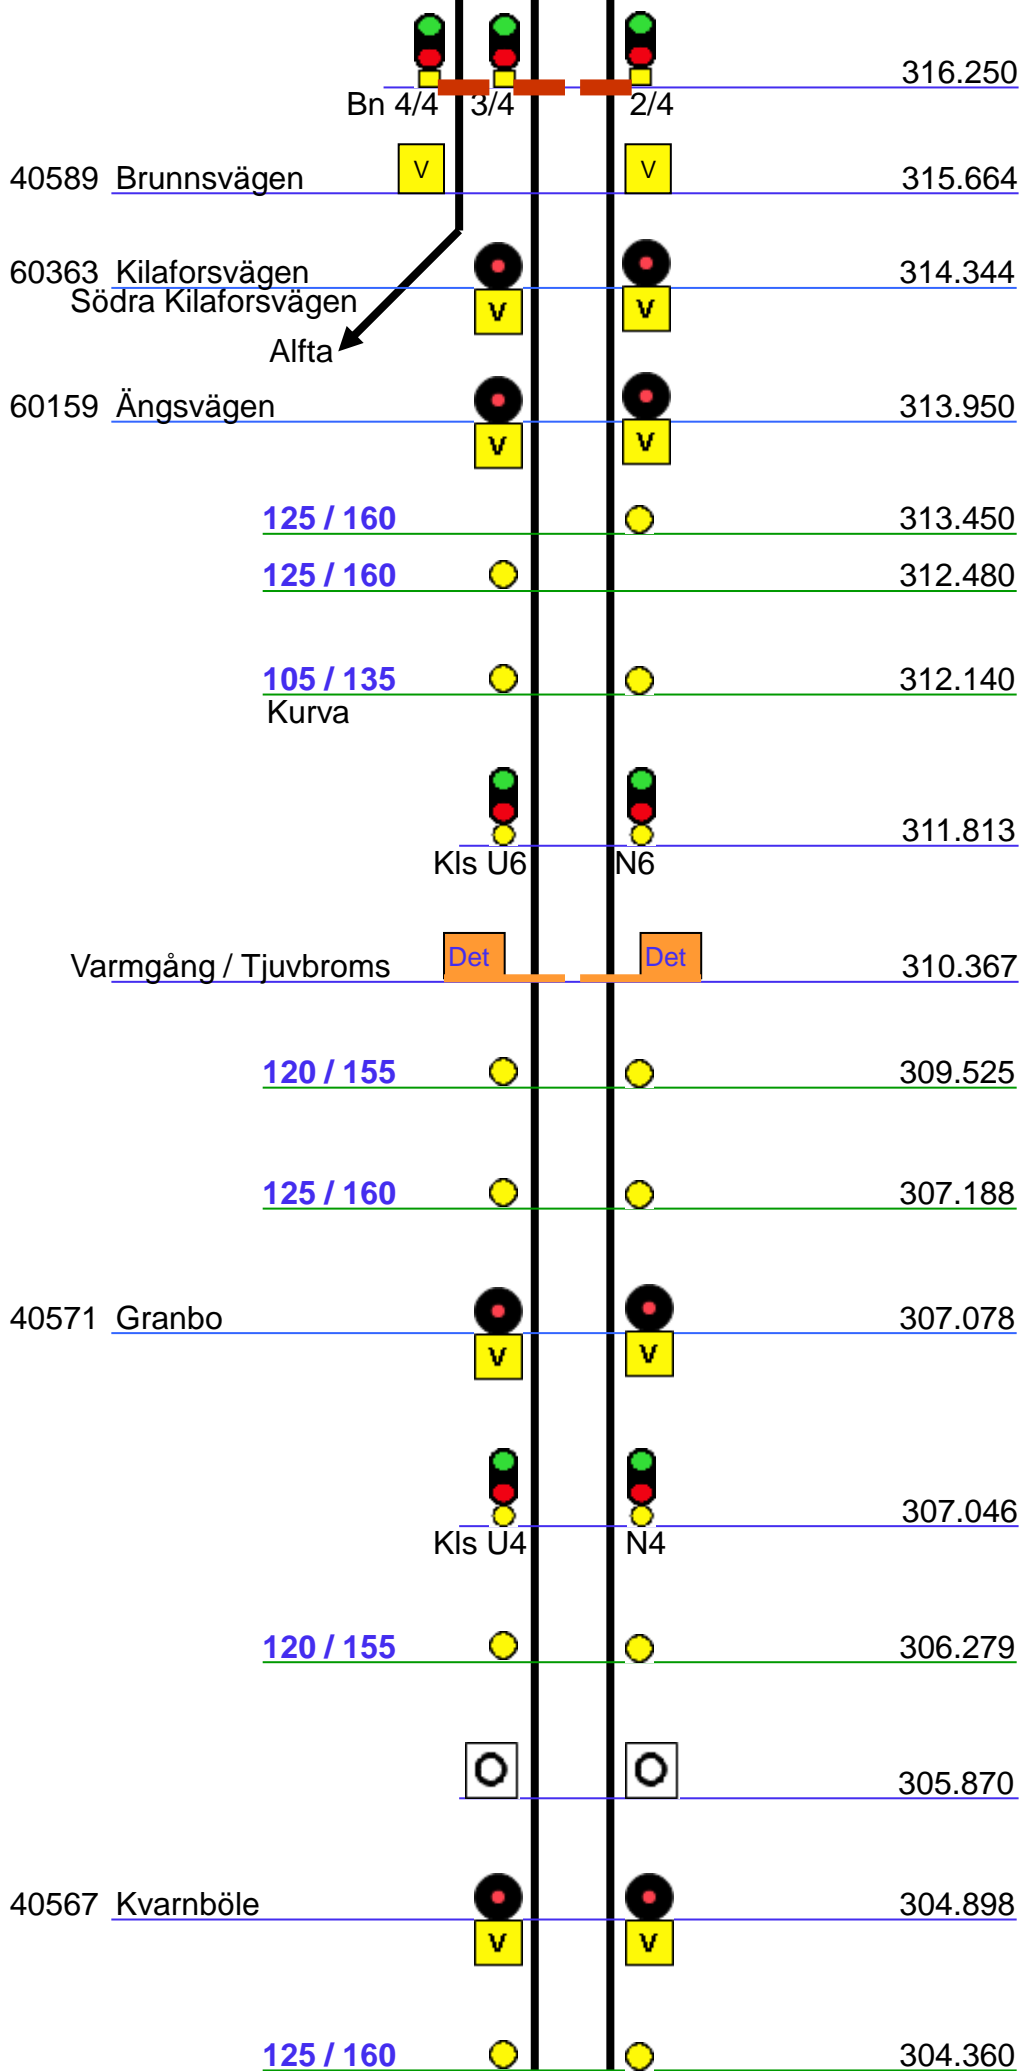 316.250
Bn 4/4 3/4 2/4
40589 Brunnsvägen V V 315.664
60363 Kilaforsvägen 314.344
Södra Kilaforsvägen V V
Alfta
60159 Ängsvägen 313.950
V V
125 / 160 313.450
125 / 160 312.480
105 / 135 312.140
Kurva
311.813
Kls U6 N6
Varmgång / Tjuvbroms Det Det 310.367
120 / 155 309.525
125 / 160 307.188
40571 Granbo 307.078
V V
307.046
Kls U4 N4
120 / 155 306.279
O O 305.870
40567 Kvarnböle 304.898
V V
125 / 160 304.360